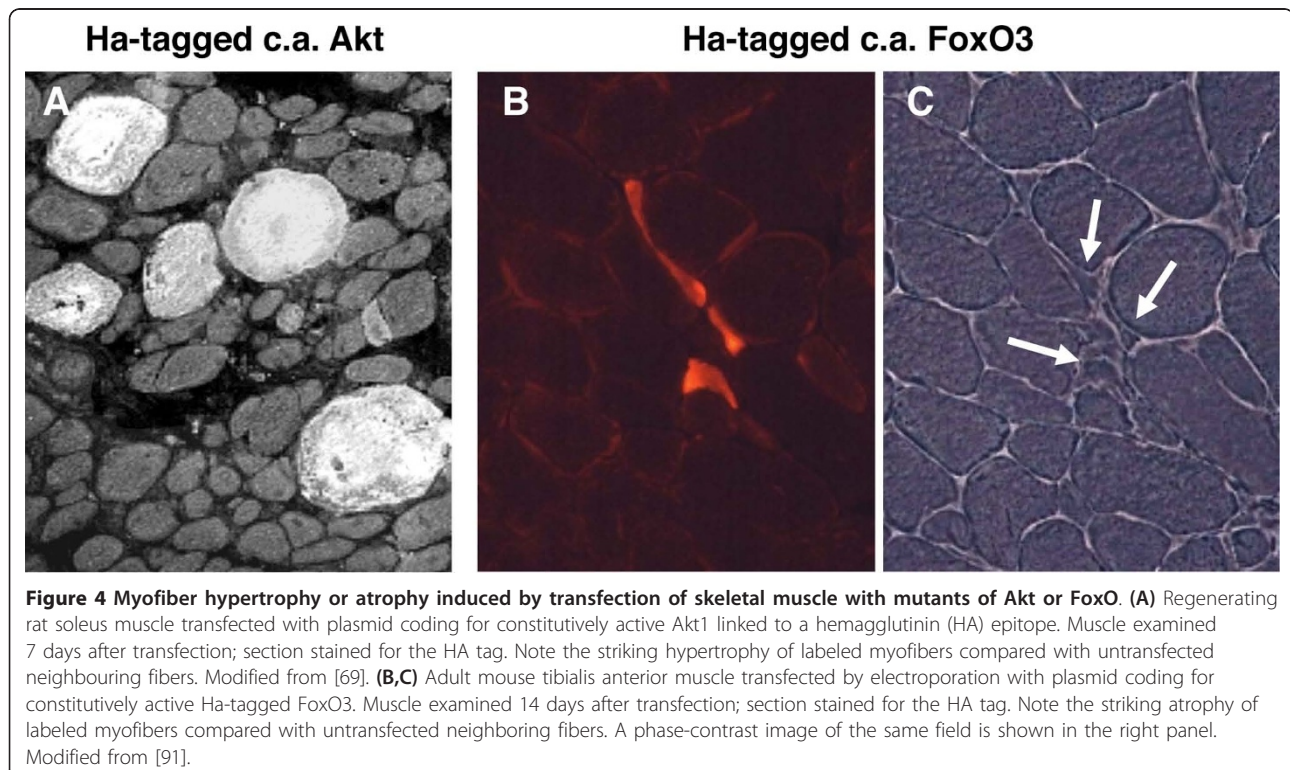 Ha-tagged c.a. Akt
Ha-tagged c.a. FoxO3
A
B
C
Figure 4 Myofiber hypertrophy or atrophy induced by transfection of skeletal muscle with mutants of Akt or FoxO. (A) Regenerating
rat soleus muscle transfected with plasmid coding for constitutively active Akt1 linked to a hemagglutinin (HA) epitope. Muscle examined
7 days after transfection; section stained for the HA tag. Note the striking hypertrophy of labeled myofibers compared with untransfected
neighbouring fibers. Modified from [69]. (B,C) Adult mouse tibialis anterior muscle transfected by electroporation with plasmid coding for
constitutively active Ha-tagged FoxO3. Muscle examined 14 days after transfection; section stained for the HA tag. Note the striking atrophy of
labeled myofibers compared with untransfected neighboring fibers. A phase-contrast image of the same field is shown in the right panel.
Modified from [91].